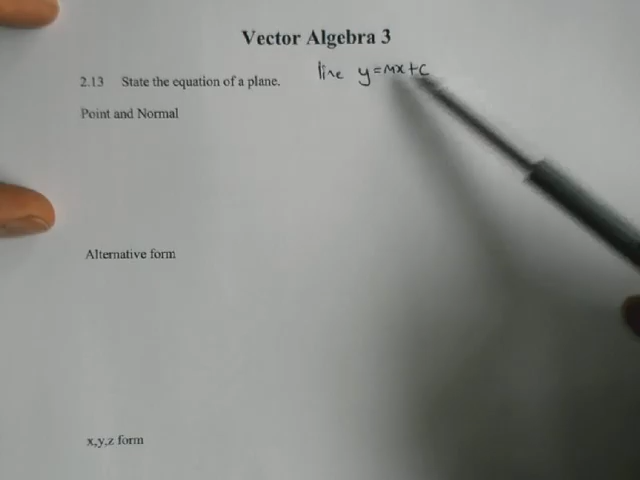 Vector Algebra 3
2.13 State the equation of a plane. line y=mx+c
Point and Normal
Alternative form
x,y,z form